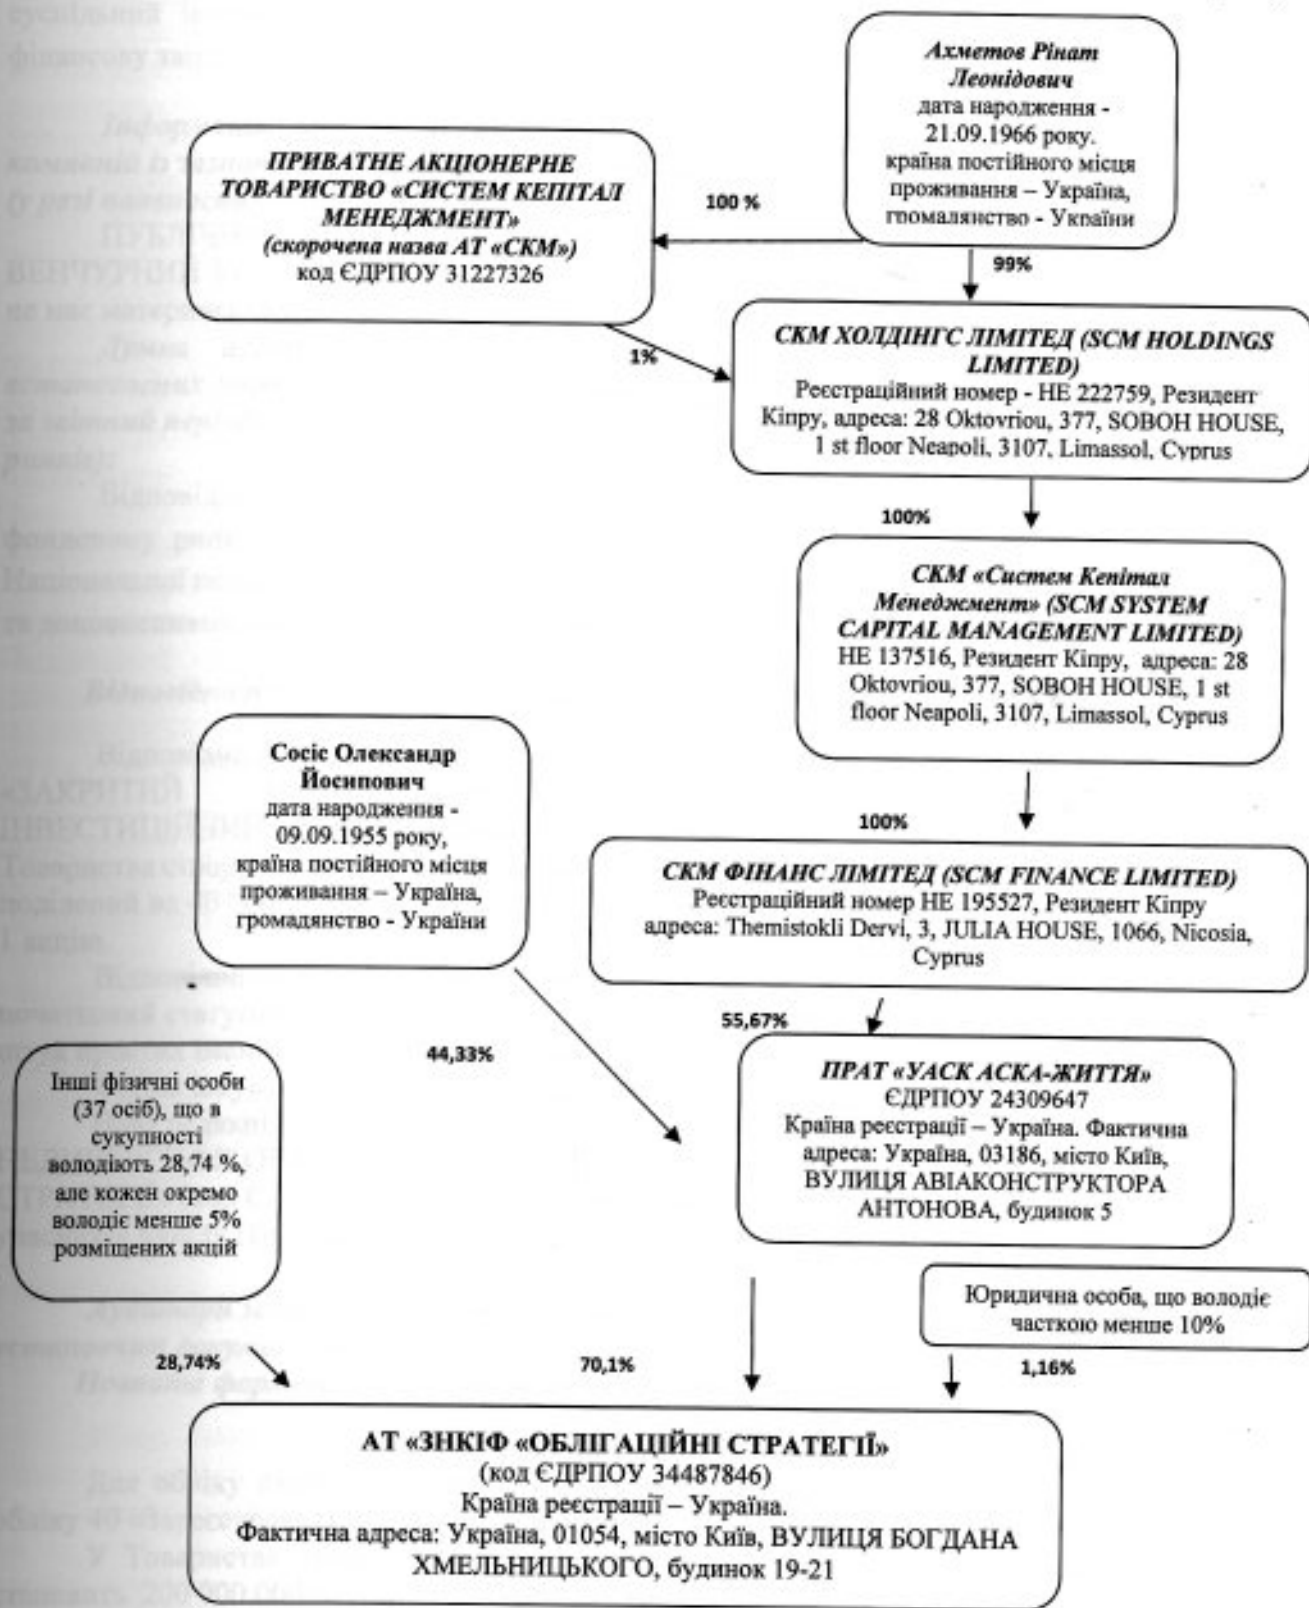 Ахметов Рінат
Леонідович
дата народження -
21.09.1966 року.
країна постійного місця
проживання – Україна,
громадянство - України
ПРИВАТНЕ АКЦІОНЕРНЕ
ТОВАРИСТВО «СИСТЕМ КЕПІТАЛ
МЕНЕДЖМЕНТ»
(скорочена назва АТ «СКМ»)
код ЄДРПОУ 31227326
100 %
99%
1%
СКМ ХОЛДІНГС ЛІМІТЕД (SCM HOLDINGS
LIMITED)
Реєстраційний номер - HE 222759, Резидент
Кіпру, адреса: 28 Oktovriou, 377, SOBOH HOUSE,
1 st floor Neapoli, 3107, Limassol, Cyprus
100%
СКМ «Систем Кепітал
Менеджмент» (SCM SYSTEM
CAPITAL MANAGEMENT LIMITED)
HE 137516, Резидент Кіпру, адреса: 28
Oktovriou, 377, SOBOH HOUSE, 1 st
floor Neapoli, 3107, Limassol, Cyprus
Сосіс Олександр
Йосипович
дата народження -
09.09.1955 року,
країна постійного місця
проживання – Україна,
громадянство - України
100%
СКМ ФІНАНС ЛІМІТЕД (SCM FINANCE LIMITED)
Реєстраційний номер HE 195527, Резидент Кіпру
адреса: Themistokli Dervi, 3, JULIA HOUSE, 1066, Nicosia,
Cyprus
55,67%
44,33%
ПРАТ «УАСК АСКА-ЖИТТЯ»
ЄДРПОУ 24309647
Країна реєстрації – Україна. Фактична
адреса: Україна, 03186, місто Київ,
ВУЛИЦЯ АВІАКОНСТРУКТОРА
АНТОНОВА, будинок 5
Інші фізичні особи
(37 осіб), що в
сукупності
володіють 28,74 %,
але кожен окремо
володіє менше 5%
розміщених акцій
Юридична особа, що володіє
часткою менше 10%
28,74%
70,1%
1,16%
АТ «ЗНКІФ «ОБЛІГАЦІЙНІ СТРАТЕГІЇ»
(код ЄДРПОУ 34487846)
Країна реєстрації – Україна.
Фактична адреса: Україна, 01054, місто Київ, ВУЛИЦЯ БОГДАНА
ХМЕЛЬНИЦЬКОГО, будинок 19-21